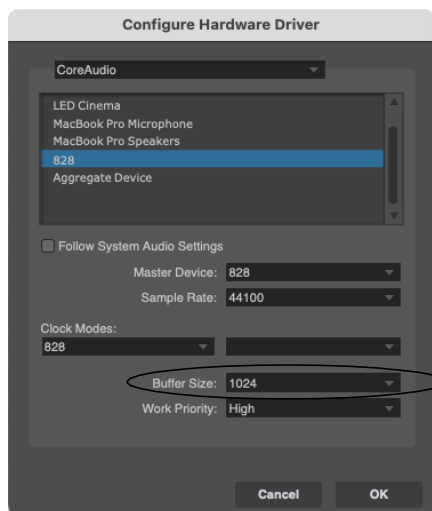 Configure Hardware Driver
CoreAudio
LED Cinema
MacBook Pro Microphone
MacBook Pro Speakers
828
Aggregate Device
Follow System Audio Settings
Master Device: 828
Sample Rate: 44100
Clock Modes:
828
Buffer Size: 1024
Work Priority: High
Cancel OK